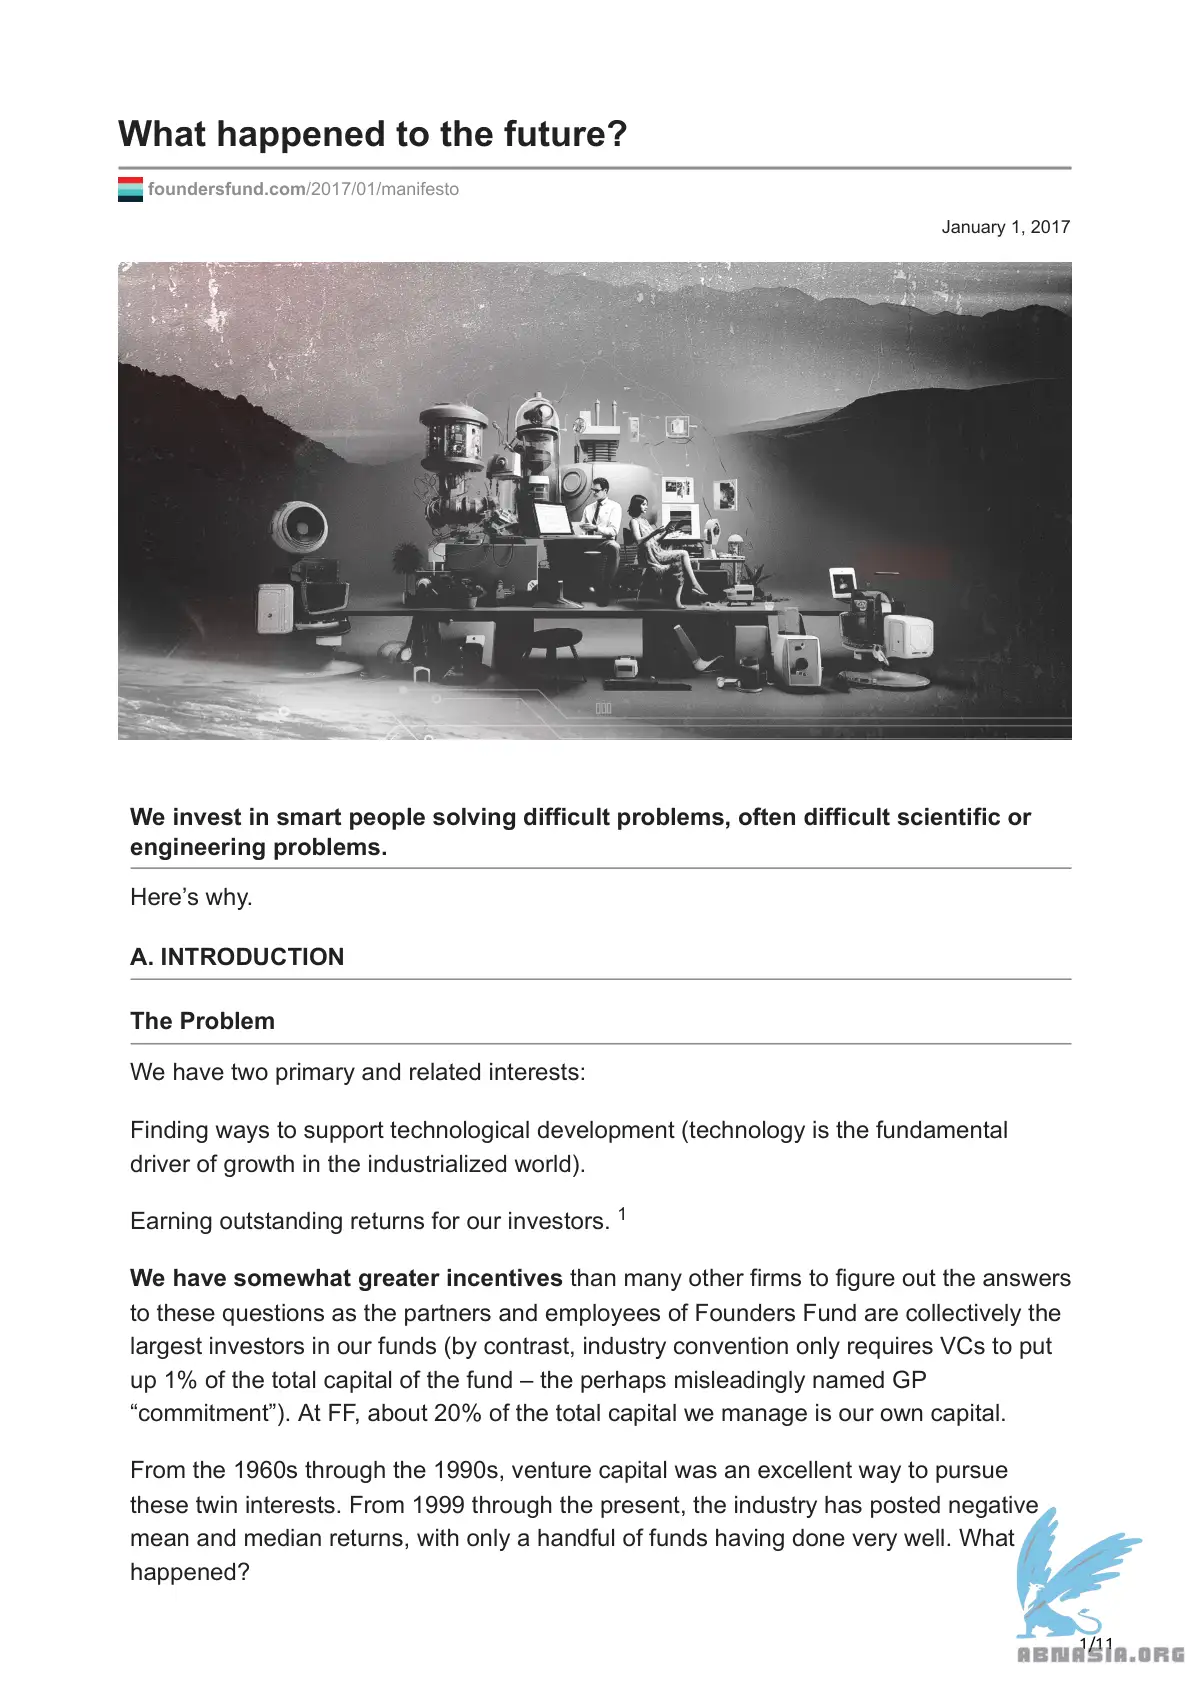 What happened to the future?
foundersfund.com/2017/01/manifesto
January 1, 2017
We invest in smart people solving difficult problems, often difficult scientific or
engineering problems.
Here’s why.
A. INTRODUCTION
The Problem
We have two primary and related interests:
Finding ways to support technological development (technology is the fundamental
driver of growth in the industrialized world).
Earning outstanding returns for our investors. 1
We have somewhat greater incentives than many other firms to figure out the answers
to these questions as the partners and employees of Founders Fund are collectively the
largest investors in our funds (by contrast, industry convention only requires VCs to put
up 1% of the total capital of the fund – the perhaps misleadingly named GP
“commitment”). At FF, about 20% of the total capital we manage is our own capital.
From the 1960s through the 1990s, venture capital was an excellent way to pursue
these twin interests. From 1999 through the present, the industry has posted negative
mean and median returns, with only a handful of funds having done very well. What
happened?
1/11
ABNASIA.ORG